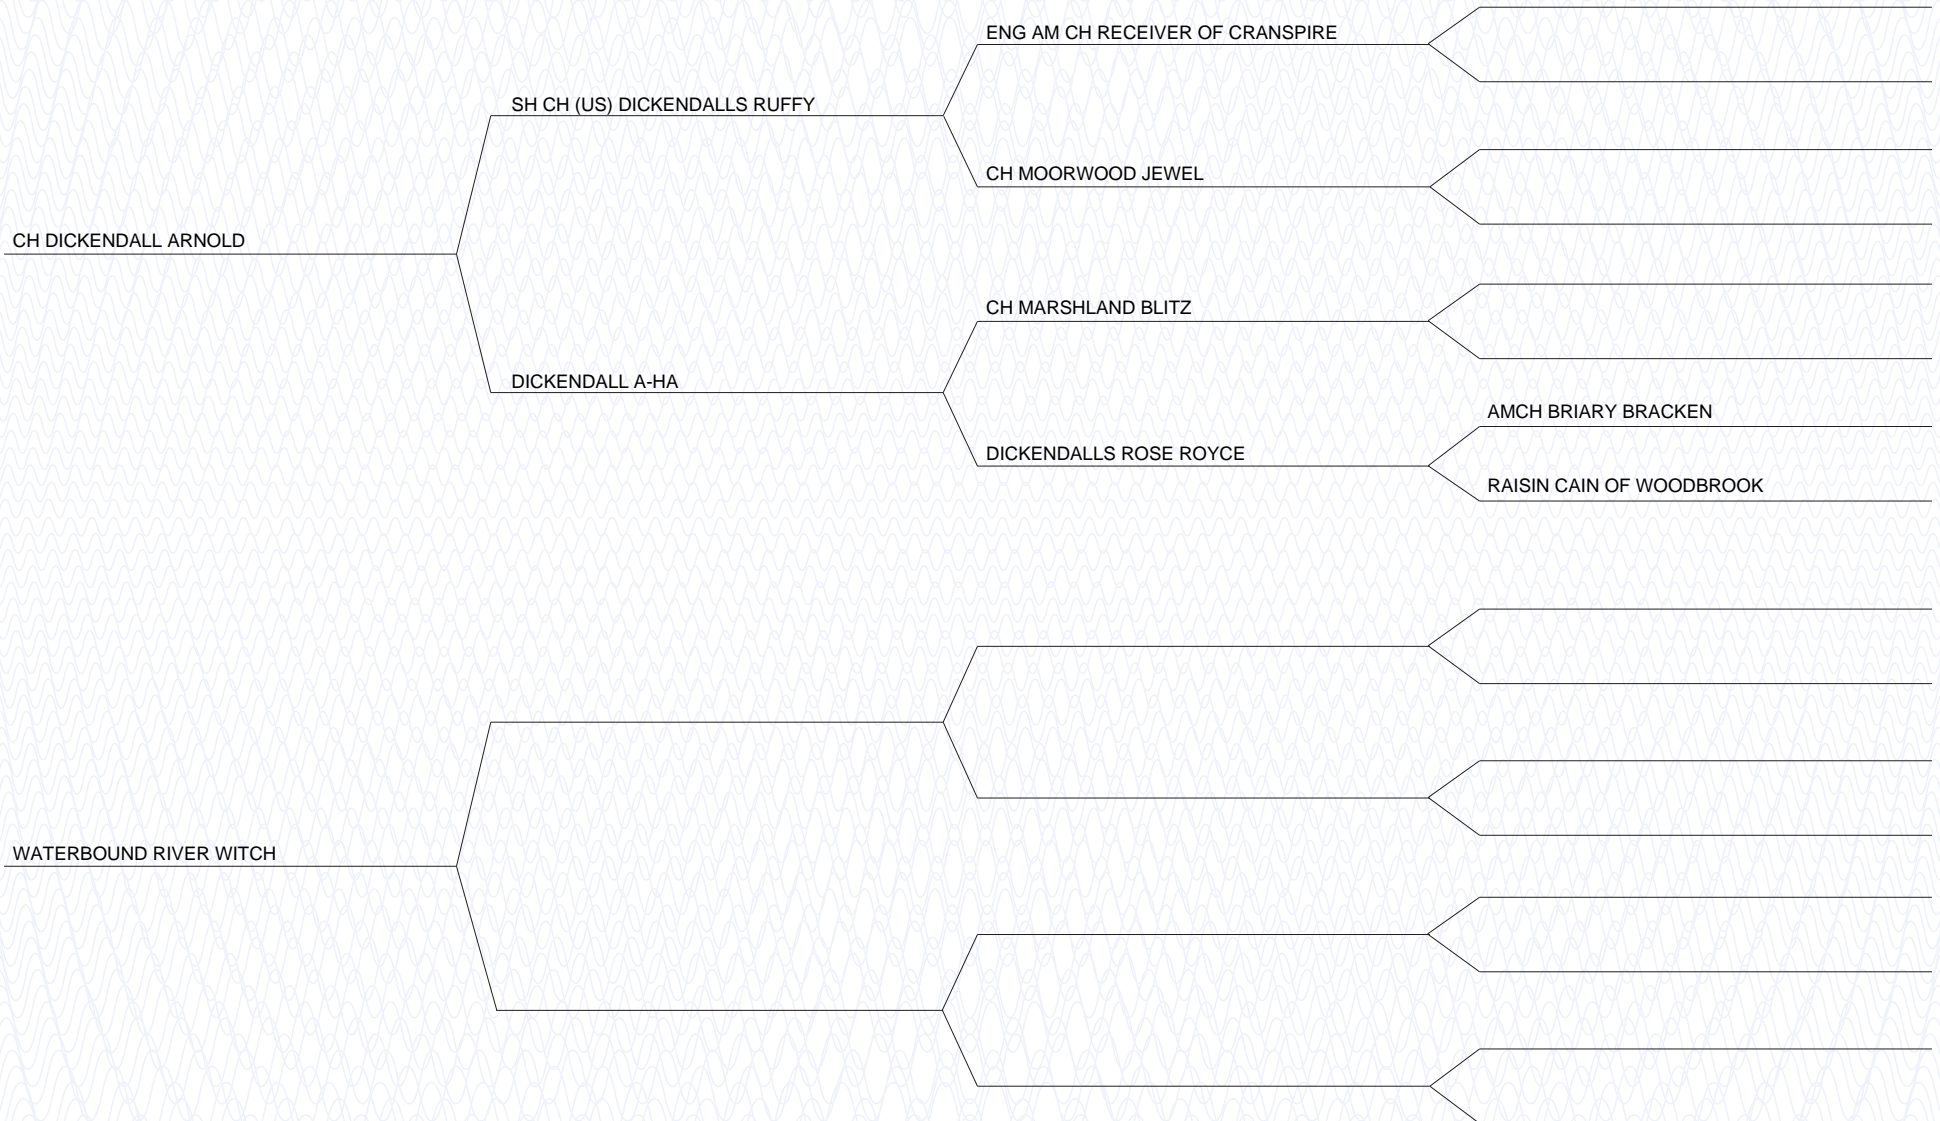 ENG AM CH RECEIVER OF CRANSPIRE
SH CH (US) DICKENDALLS RUFFY
CH MOORWOOD JEWEL
CH DICKENDALL ARNOLD
CH MARSHLAND BLITZ
DICKENDALL A-HA
AMCH BRIARY BRACKEN
DICKENDALLS ROSE ROYCE
RAISIN CAIN OF WOODBROOK
WATERBOUND RIVER WITCH